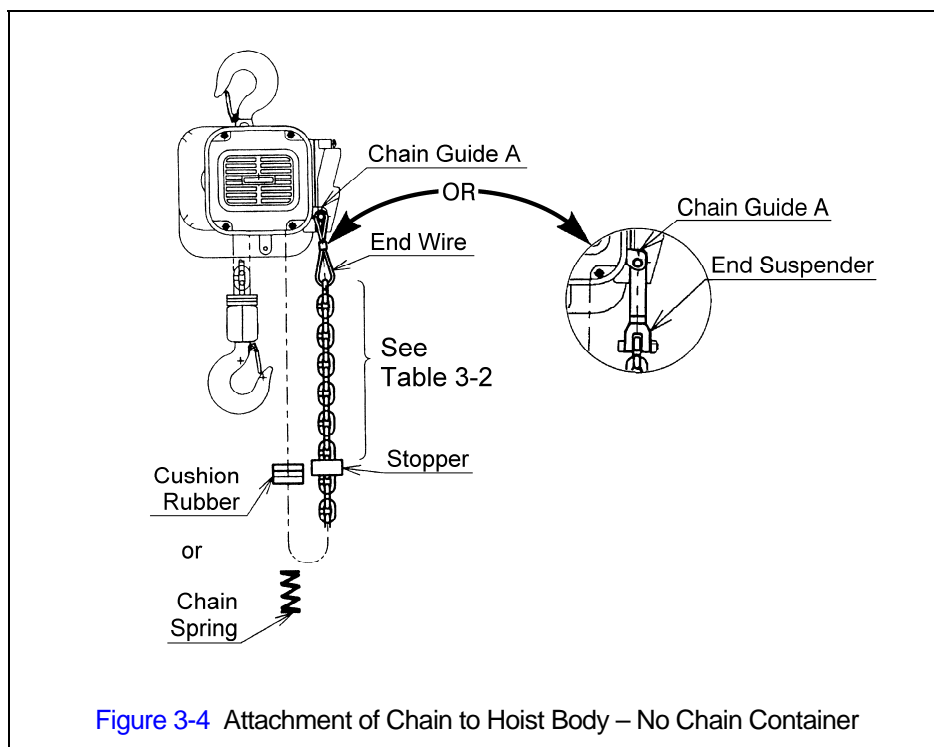 Chain Guide A
OR
Chain Guide A
End Wire
End Suspender
See
Table 3-2
Stopper
Cushion
Rubber
or
Chain
Spring
Figure 3-4 Attachment of Chain to Hoist Body – No Chain Container